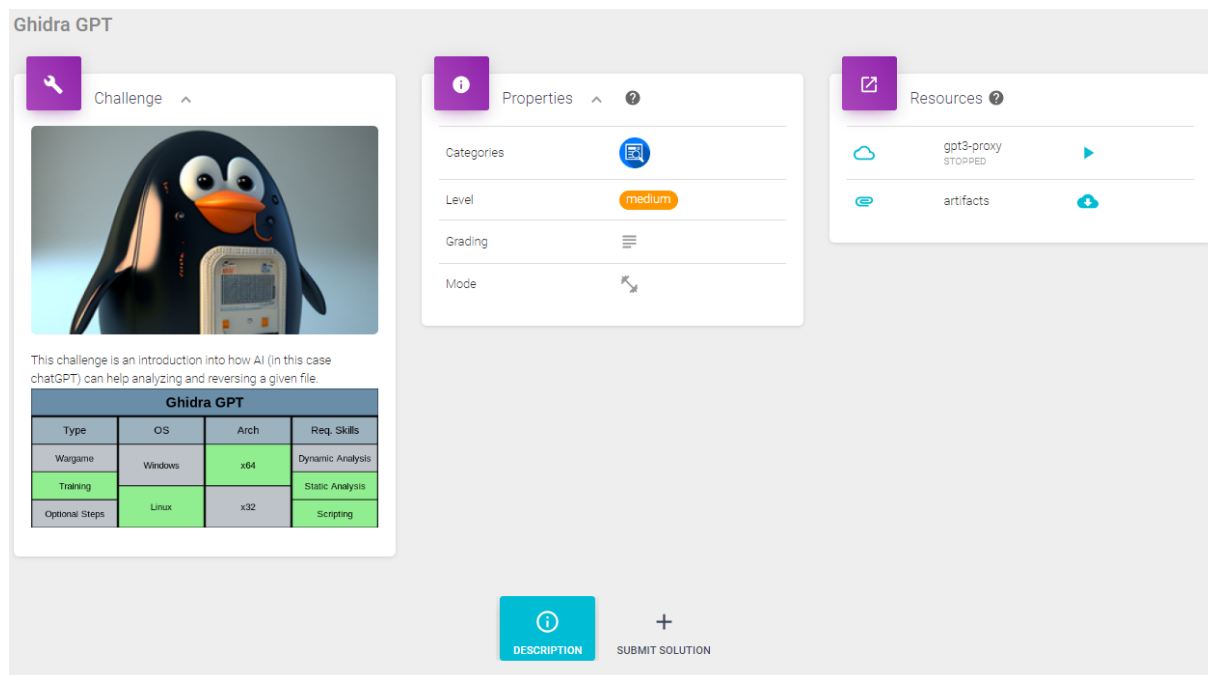 Ghidra GPT
Challenge
This challenge is an introduction into how AI (in this case
chatGPT) can help analyzing and reversing a given file.
Ghidra GPT
Type OS Arch Req. Skills
Wargame Windows x64 Dynamic Analysis
Training Static Analysis
Optional Steps Linux x32 Scripting
Properties
Categories
Level medium
Grading
Mode
Resources
gpt3-proxy
STOPPED
artifacts
DESCRIPTION
SUBMIT SOLUTION